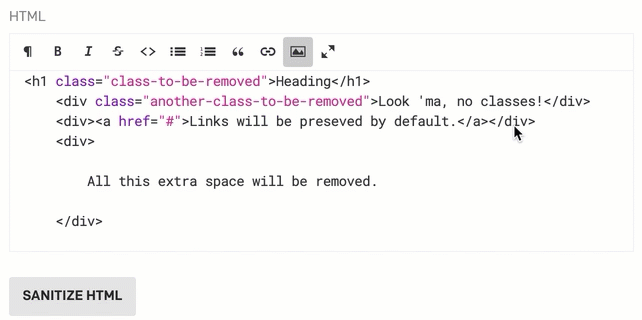 HTML
¶ B I S <> “
<h1 class="class-to-be-removed">Heading</h1>
<div class="another-class-to-be-removed">Look 'ma, no classes!</div>
<div><a href="#">Links will be preseved by default.</a></div>
<div>
All this extra space will be removed.
</div>
SANITIZE HTML